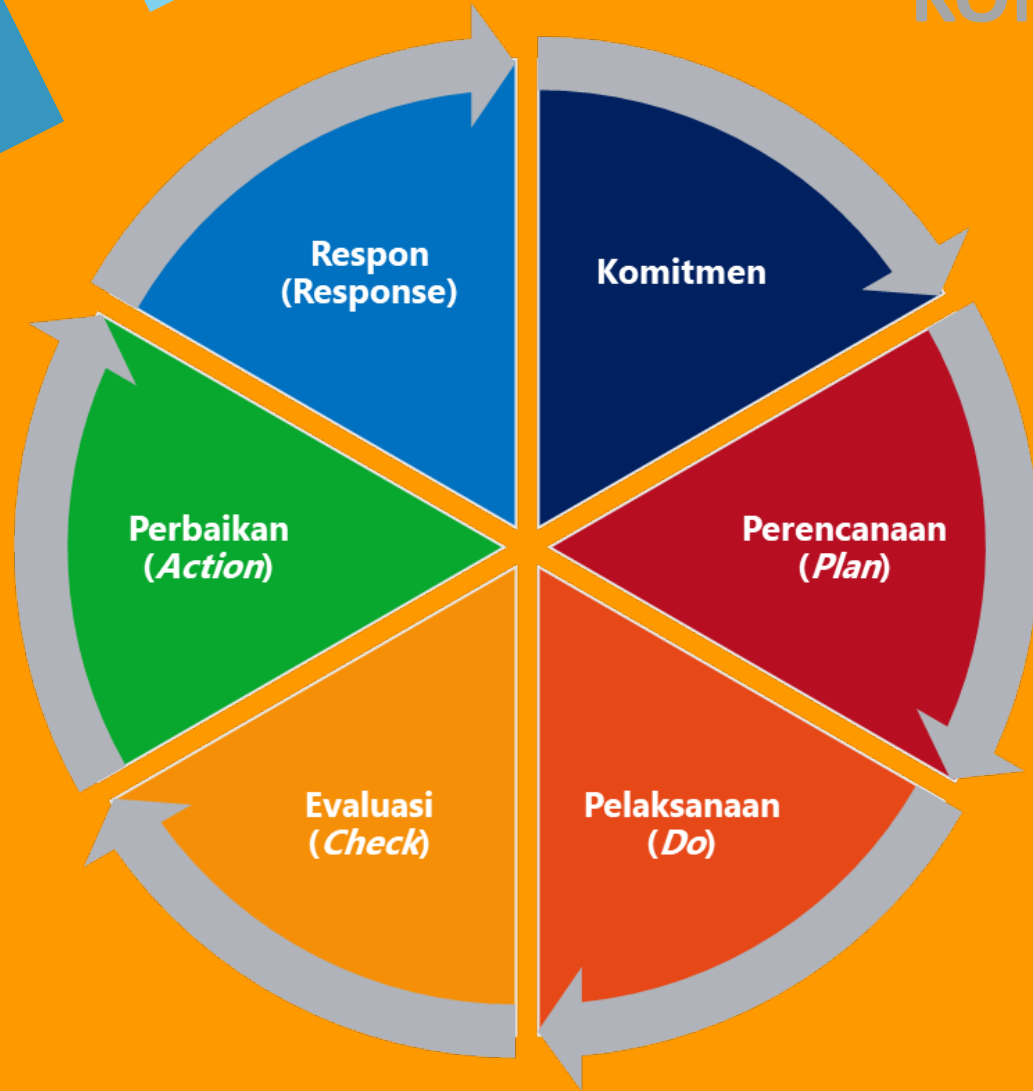 Respon
(Response)
Komitmen
Perbaikan
(Action)
Perencanaan
(Plan)
Evaluasi
(Check)
Pelaksanaan
(Do)